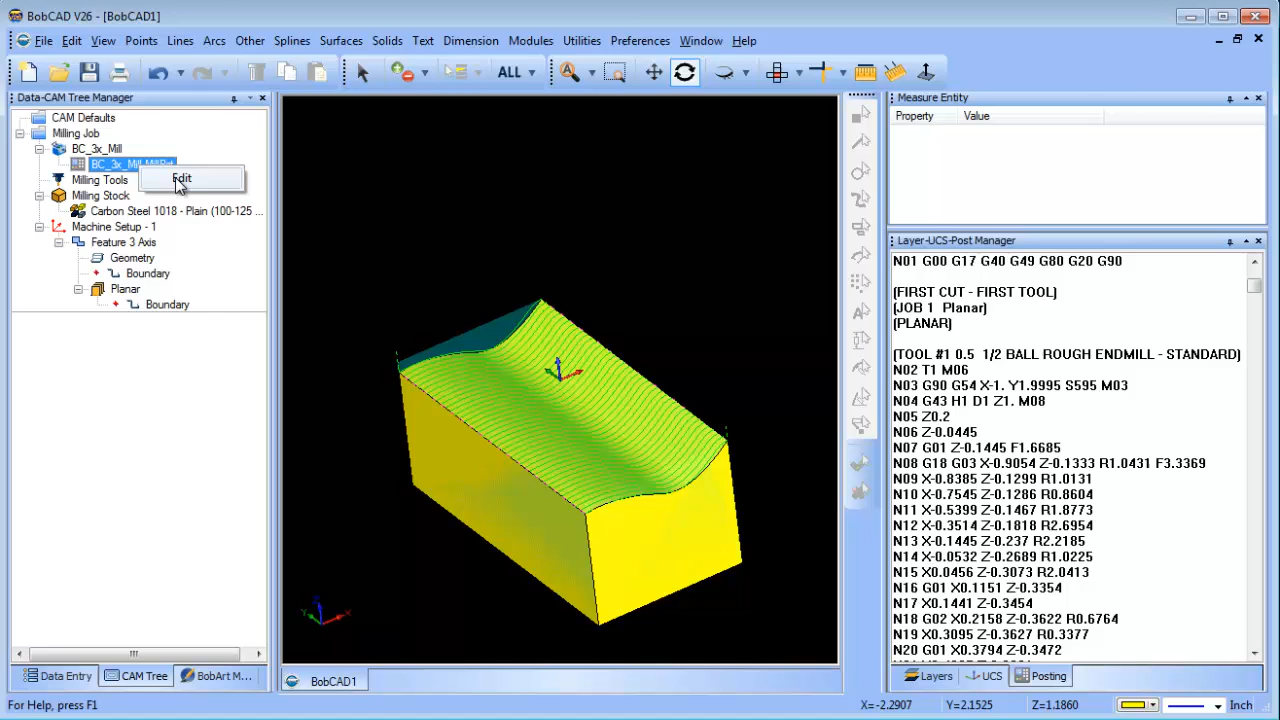 BobCAD V26 - [BobCAD1]
File Edit View Points Lines Arcs Other Splines Surfaces Solids Text Dimension Modules Utilities Preferences Window Help
ALL
Data-CAM Tree Manager
CAM Defaults
Milling Job
BC_3x_Mill
BC_3x_Mill.MillPst
Edit
Milling Tools
Milling Stock
Carbon Steel 1018 - Plain (100-125 ...
Machine Setup - 1
Feature 3 Axis
Geometry
Boundary
Planar
Boundary
Data Entry CAM Tree BobArt M...
BobCAD1
Measure Entity
Property Value
Layer-UCS-Post Manager
N01 G00 G17 G40 G49 G80 G20 G90
(FIRST CUT - FIRST TOOL)
(JOB 1 Planar)
(PLANAR)
(TOOL #1 0.5 1/2 BALL ROUGH ENDMILL - STANDARD)
N02 T1 M06
N03 G90 G54 X-1. Y1.9995 S595 M03
N04 G43 H1 D1 Z1. M08
N05 Z0.2
N06 Z-0.0445
N07 G01 Z-0.1445 F1.6685
N08 G18 G03 X-0.9054 Z-0.1333 R1.0431 F3.3369
N09 X-0.8385 Z-0.1299 R1.0131
N10 X-0.7545 Z-0.1286 R0.8604
N11 X-0.5399 Z-0.1467 R1.8773
N12 X-0.3514 Z-0.1818 R2.6954
N13 X-0.1445 Z-0.237 R2.2185
N14 X-0.0532 Z-0.2689 R1.0225
N15 X0.0456 Z-0.3073 R2.0413
N16 G01 X0.1151 Z-0.3354
N17 X0.1441 Z-0.3454
N18 G02 X0.2158 Z-0.3622 R0.6764
N19 X0.3095 Z-0.3627 R0.3377
N20 G01 X0.3794 Z-0.3472
Layers UCS Posting
For Help, press F1
X=-2.2907 Y=2.1525 Z=1.1860 Inch